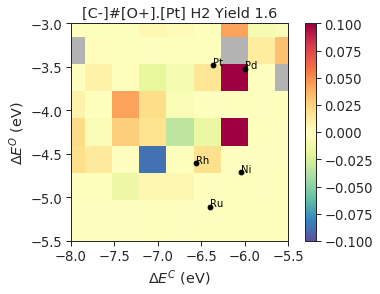 [C-]#[O+].[Pt] H2 Yield 1.6
−3.0
−3.5
−4.0
−4.5
−5.0
−5.5
ΔE^O (eV)
Pt
Pd
Rh
Ni
Ru
−8.0 −7.5 −7.0 −6.5 −6.0 −5.5
ΔE^C (eV)
0.100
0.075
0.050
0.025
0.000
−0.025
−0.050
−0.075
−0.100